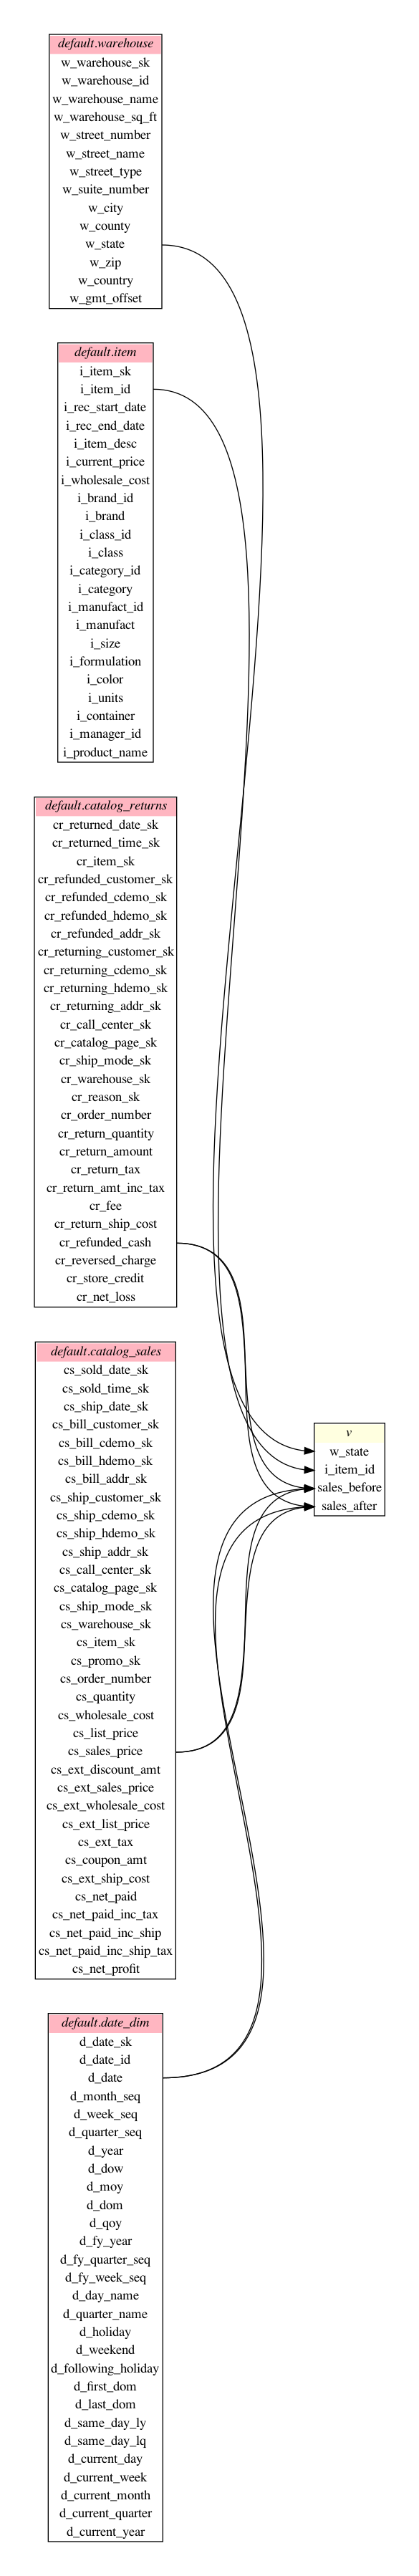 default.warehouse
w_warehouse_sk
w_warehouse_id
w_warehouse_name
w_warehouse_sq_ft
w_street_number
w_street_name
w_street_type
w_suite_number
w_city
w_county
w_state
w_zip
w_country
w_gmt_offset
default.item
i_item_sk
i_item_id
i_rec_start_date
i_rec_end_date
i_item_desc
i_current_price
i_wholesale_cost
i_brand_id
i_brand
i_class_id
i_class
i_category_id
i_category
i_manufact_id
i_manufact
i_size
i_formulation
i_color
i_units
i_container
i_manager_id
i_product_name
default.catalog_returns
cr_returned_date_sk
cr_returned_time_sk
cr_item_sk
cr_refunded_customer_sk
cr_refunded_cdemo_sk
cr_refunded_hdemo_sk
cr_refunded_addr_sk
cr_returning_customer_sk
cr_returning_cdemo_sk
cr_returning_hdemo_sk
cr_returning_addr_sk
cr_call_center_sk
cr_catalog_page_sk
cr_ship_mode_sk
cr_warehouse_sk
cr_reason_sk
cr_order_number
cr_return_quantity
cr_return_amount
cr_return_tax
cr_return_amt_inc_tax
cr_fee
cr_return_ship_cost
cr_refunded_cash
cr_reversed_charge
cr_store_credit
cr_net_loss
default.catalog_sales
cs_sold_date_sk
cs_sold_time_sk
cs_ship_date_sk
cs_bill_customer_sk
cs_bill_cdemo_sk
cs_bill_hdemo_sk
cs_bill_addr_sk
cs_ship_customer_sk
cs_ship_cdemo_sk
cs_ship_hdemo_sk
cs_ship_addr_sk
cs_call_center_sk
cs_catalog_page_sk
cs_ship_mode_sk
cs_warehouse_sk
cs_item_sk
cs_promo_sk
cs_order_number
cs_quantity
cs_wholesale_cost
cs_list_price
cs_sales_price
cs_ext_discount_amt
cs_ext_sales_price
cs_ext_wholesale_cost
cs_ext_list_price
cs_ext_tax
cs_coupon_amt
cs_ext_ship_cost
cs_net_paid
cs_net_paid_inc_tax
cs_net_paid_inc_ship
cs_net_paid_inc_ship_tax
cs_net_profit
v
w_state
i_item_id
sales_before
sales_after
default.date_dim
d_date_sk
d_date_id
d_date
d_month_seq
d_week_seq
d_quarter_seq
d_year
d_dow
d_moy
d_dom
d_qoy
d_fy_year
d_fy_quarter_seq
d_fy_week_seq
d_day_name
d_quarter_name
d_holiday
d_weekend
d_following_holiday
d_first_dom
d_last_dom
d_same_day_ly
d_same_day_lq
d_current_day
d_current_week
d_current_month
d_current_quarter
d_current_year